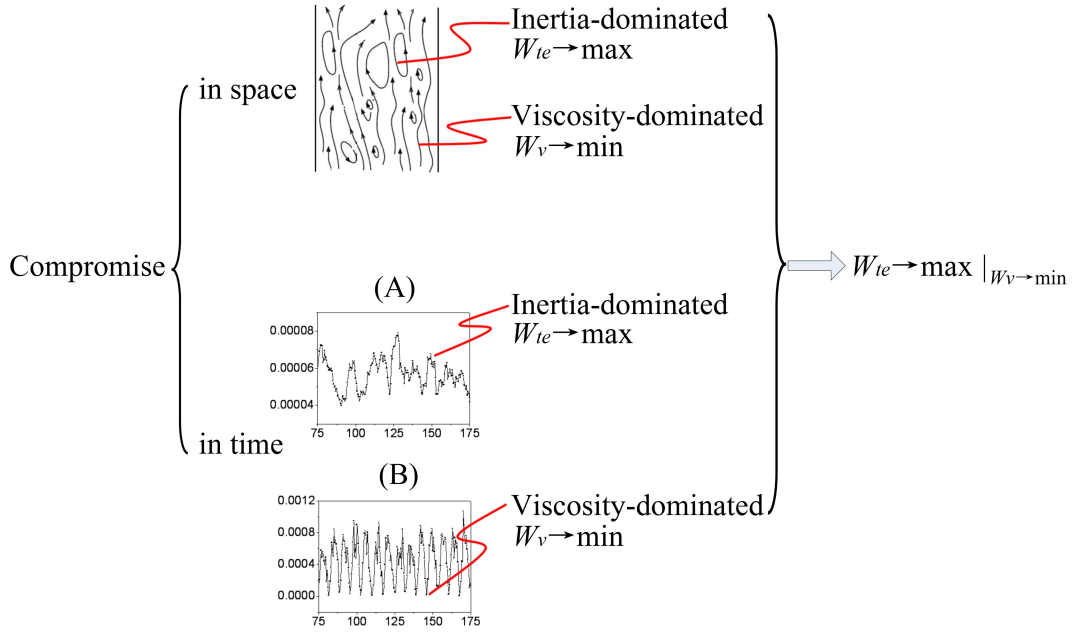 Inertia-dominated
Wte→max
in space
Viscosity-dominated
Wv→min
Compromise
Wte→max |Wv→min
(A)
Inertia-dominated
Wte→max
0.00008
0.00006
0.00004
75 100 125 150 175
in time
(B)
Viscosity-dominated
Wv→min
0.0012
0.0008
0.0004
0.0000
75 100 125 150 175